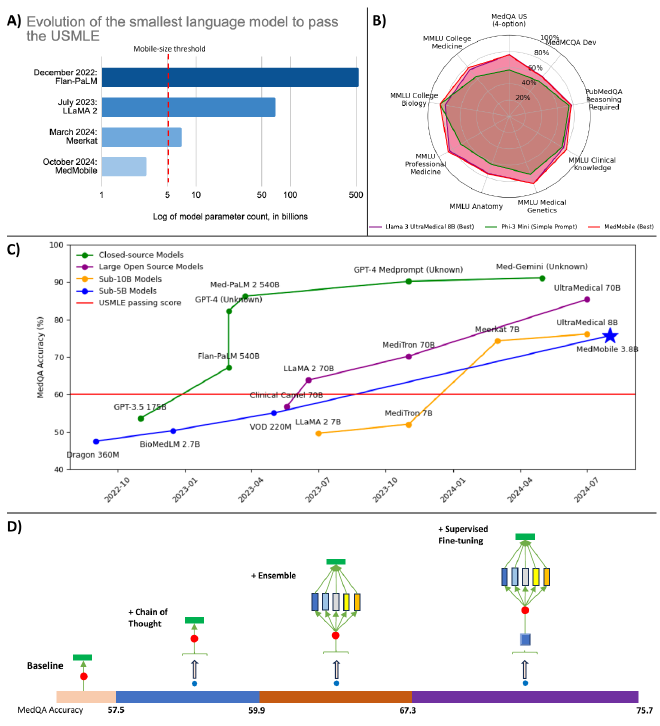 A)
Evolution of the smallest language model to pass
the USMLE
Mobile-size threshold
December 2022:
Flan-PaLM
July 2023:
LLaMA 2
March 2024:
Meerkat
October 2024:
MedMobile
1 5 10 50 100 500
Log of model parameter count, in billions
B)
MedQA US
(4-option)
MedMCQA Dev
PubMedQA
Reasoning
Required
MMLU Clinical
Knowledge
MMLU Medical
Genetics
MMLU Anatomy
MMLU
Professional
Medicine
MMLU College
Biology
MMLU College
Medicine
100%
80%
60%
40%
20%
Llama 3 UltraMedical 8B (Best) Phi-3 Mini (Simple Prompt) MedMobile (Best)
C)
Closed-source Models
Large Open Source Models
Sub-10B Models
Sub-5B Models
USMLE passing score
MedQA Accuracy (%)
100
90
80
70
60
50
40
GPT-3.5 175B
Flan-PaLM 540B
GPT-4 (Unknown)
Med-PaLM 2 540B
GPT-4 Medprompt (Uknown)
Med-Gemini (Unknown)
Clinical Camel 70B
LLaMA 2 70B
MediTron 70B
UltraMedical 70B
LLaMA 2 7B
MediTron 7B
Meerkat 7B
UltraMedical 8B
Dragon 360M
BioMedLM 2.7B
VOD 220M
MedMobile 3.8B
2022-10 2023-01 2023-04 2023-07 2023-10 2024-01 2024-04 2024-07
D)
Baseline
+ Chain of
Thought
+ Ensemble
+ Supervised
Fine-tuning
MedQA Accuracy 57.5 59.9 67.3 75.7